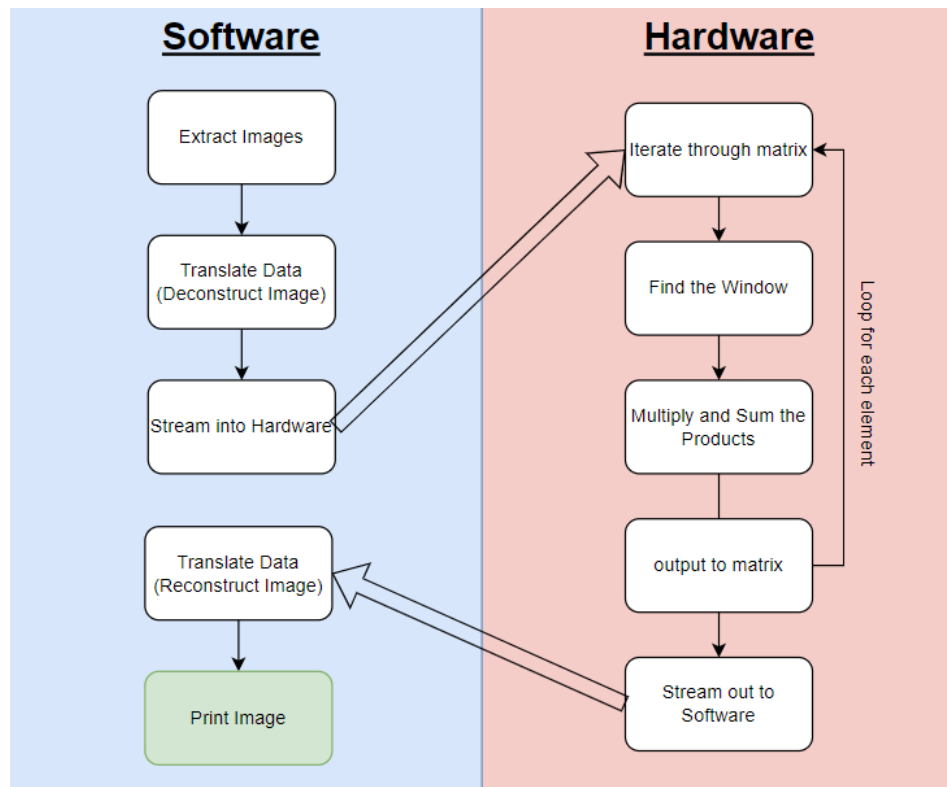 Software
Extract Images
Translate Data
(Deconstruct Image)
Stream into Hardware
Translate Data
(Reconstruct Image)
Print Image
Hardware
Iterate through matrix
Find the Window
Multiply and Sum the
Products
output to matrix
Stream out to
Software
Loop for each element